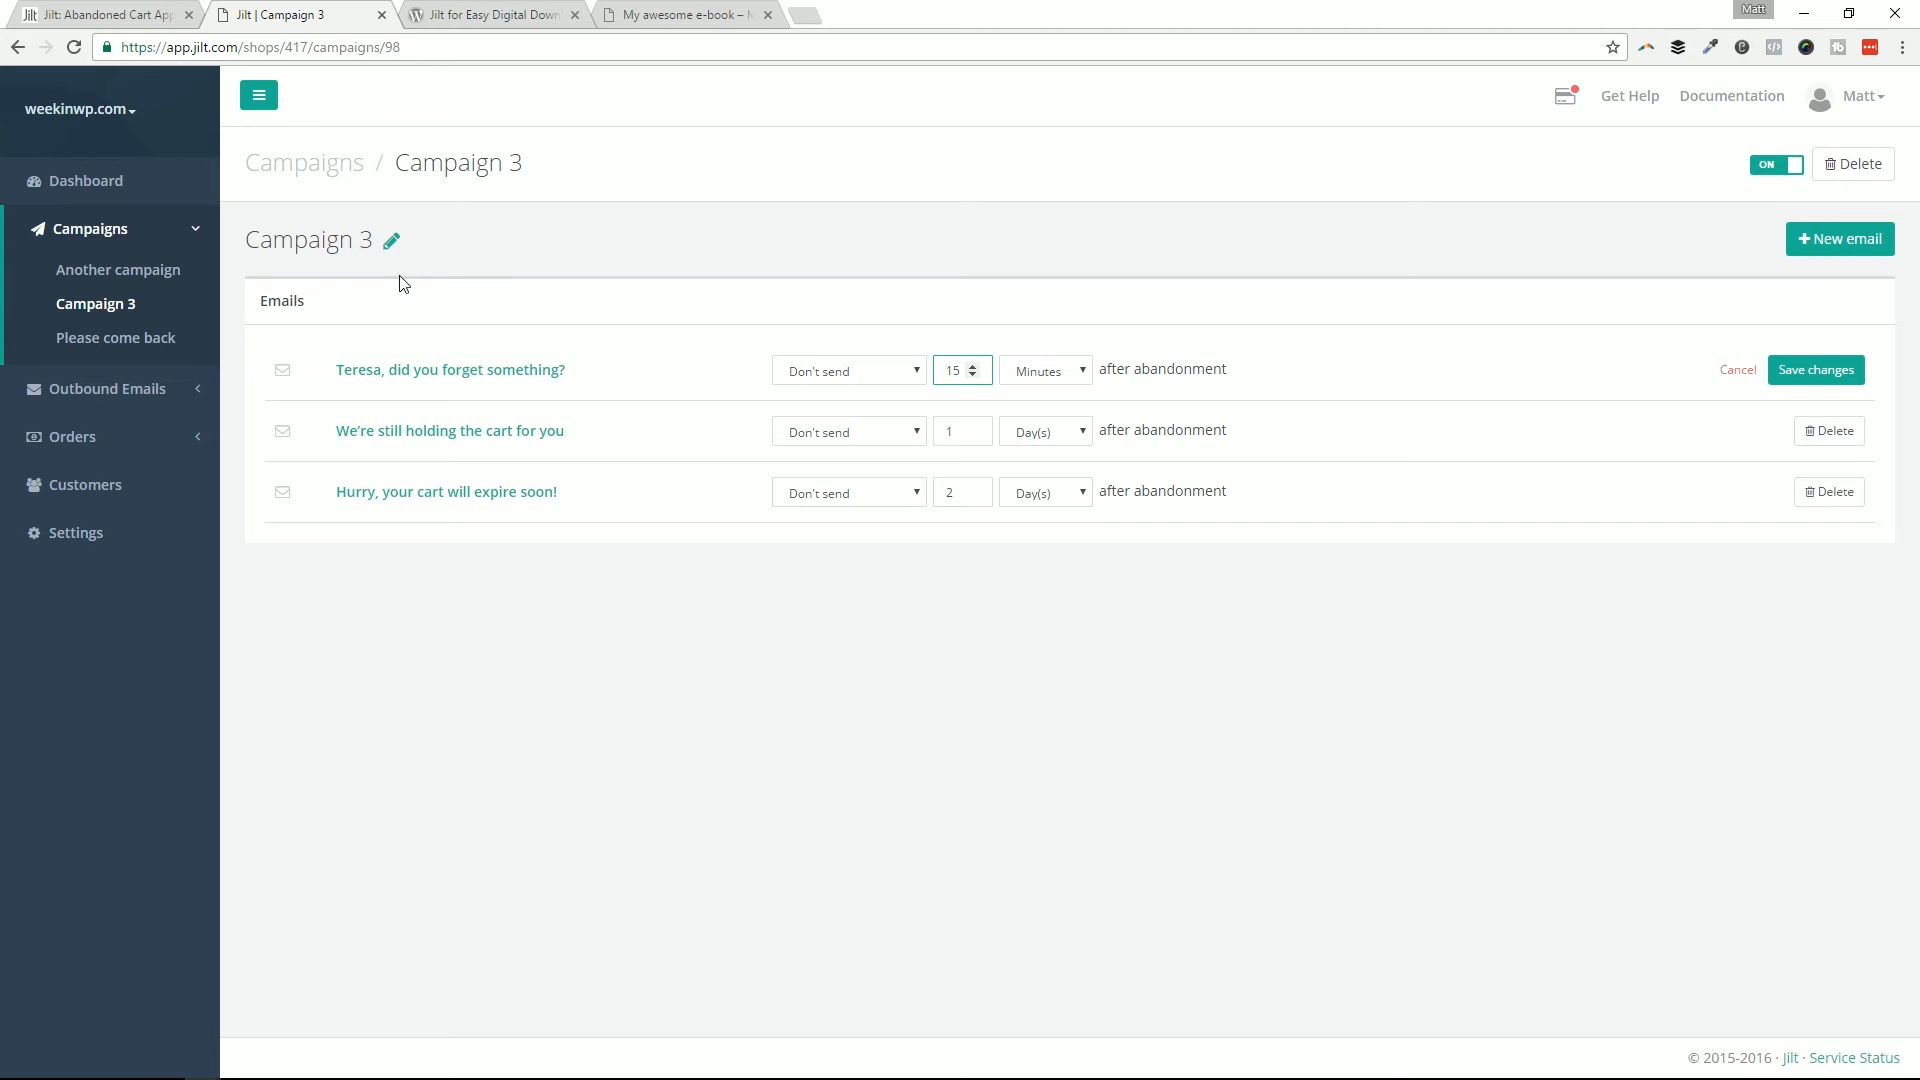 Jilt: Abandoned Cart App
Jilt | Campaign 3
Jilt for Easy Digital Down
My awesome e-book –
Matt
https://app.jilt.com/shops/417/campaigns/98
weekinwp.com
Get Help
Documentation
Matt
Campaigns / Campaign 3
ON
Delete
Dashboard
Campaigns
Another campaign
Campaign 3
Please come back
Outbound Emails
Orders
Customers
Settings
Campaign 3
+ New email
Emails
Teresa, did you forget something? Don't send 15 Minutes after abandonment Cancel Save changes
We're still holding the cart for you Don't send 1 Day(s) after abandonment Delete
Hurry, your cart will expire soon! Don't send 2 Day(s) after abandonment Delete
© 2015-2016 · Jilt · Service Status